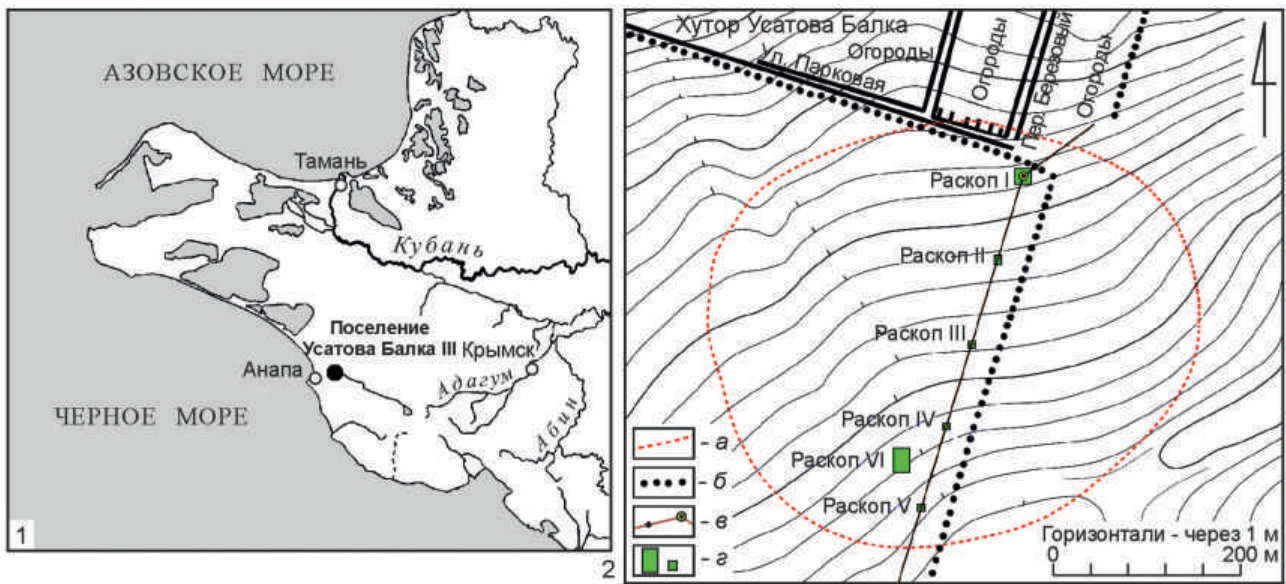 АЗОВСКОЕ МОРЕ
Тамань
Кубань
Поселение
Усатова Балка III
Крымск
Анапа
Адагум
Абин
ЧЕРНОЕ МОРЕ
1
2
Хутор Усатова Балка
Огороды
Ул. Парковая
Огороды
Пер. Березовый
Огороды
Раскоп I
Раскоп II
Раскоп III
Раскоп IV
Раскоп VI
Раскоп V
- а
- б
- в
- г
Горизонтали - через 1 м
0 200 м